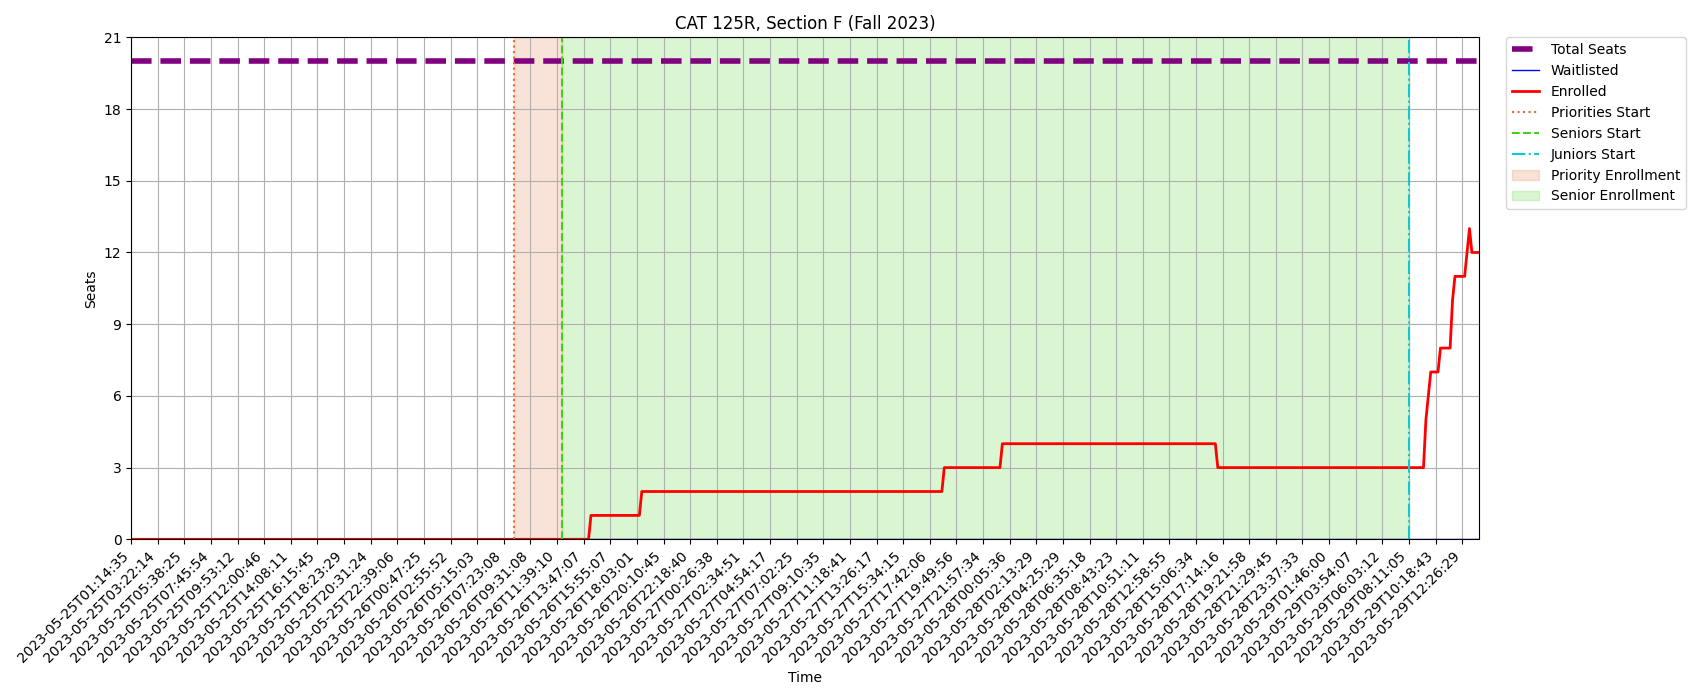 CAT 125R, Section F (Fall 2023)
21
18
15
12
9
6
3
0
Seats
Total Seats
Waitlisted
Enrolled
Priorities Start
Seniors Start
Juniors Start
Priority Enrollment
Senior Enrollment
2023-05-25T01:14:35
2023-05-25T03:22:14
2023-05-25T05:38:25
2023-05-25T07:45:54
2023-05-25T09:53:12
2023-05-25T12:00:46
2023-05-25T14:08:11
2023-05-25T16:15:45
2023-05-25T18:23:29
2023-05-25T20:31:24
2023-05-25T22:39:06
2023-05-26T00:47:25
2023-05-26T02:55:52
2023-05-26T05:15:03
2023-05-26T07:23:08
2023-05-26T09:31:08
2023-05-26T11:39:10
2023-05-26T13:47:07
2023-05-26T15:55:07
2023-05-26T18:03:01
2023-05-26T20:10:45
2023-05-26T22:18:40
2023-05-27T00:26:38
2023-05-27T02:34:51
2023-05-27T04:54:17
2023-05-27T07:02:25
2023-05-27T09:10:35
2023-05-27T11:18:41
2023-05-27T13:26:17
2023-05-27T15:34:15
2023-05-27T17:42:06
2023-05-27T19:49:56
2023-05-27T21:57:34
2023-05-28T00:05:36
2023-05-28T02:13:29
2023-05-28T04:25:29
2023-05-28T06:35:18
2023-05-28T08:43:23
2023-05-28T10:51:11
2023-05-28T12:58:55
2023-05-28T15:06:34
2023-05-28T17:14:16
2023-05-28T19:21:58
2023-05-28T21:29:45
2023-05-28T23:37:33
2023-05-29T01:46:00
2023-05-29T03:54:07
2023-05-29T06:03:12
2023-05-29T08:11:05
2023-05-29T10:18:43
2023-05-29T12:26:29
Time